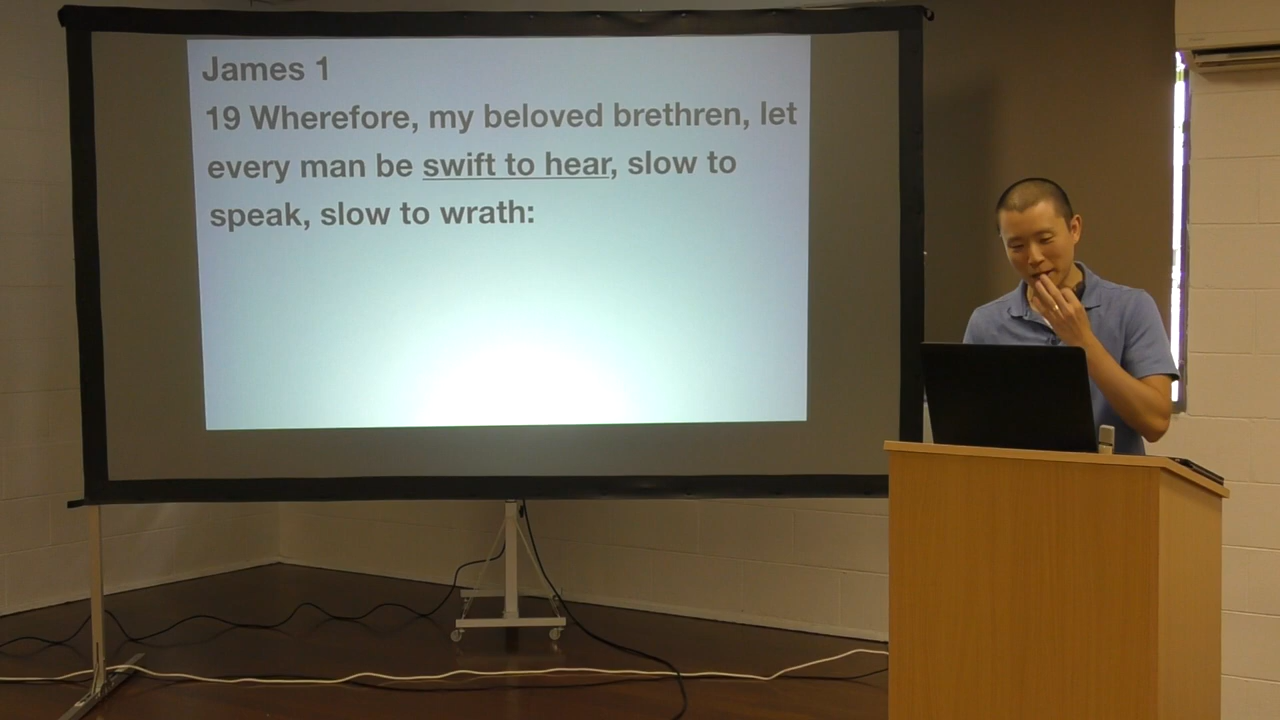 James 1
19 Wherefore, my beloved brethren, let
every man be swift to hear, slow to
speak, slow to wrath: